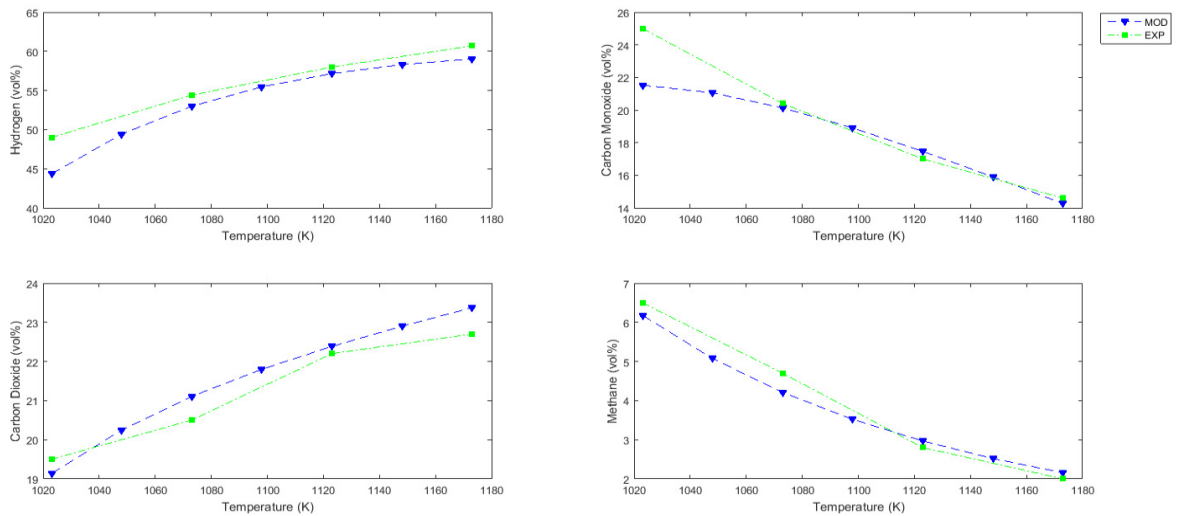 65
60
55
50
45
40
Hydrogen (vol%)
1020 1040 1060 1080 1100 1120 1140 1160 1180
Temperature (K)
26
24
22
20
18
16
14
Carbon Monoxide (vol%)
1020 1040 1060 1080 1100 1120 1140 1160 1180
Temperature (K)
MOD
EXP
24
23
22
21
20
19
Carbon Dioxide (vol%)
1020 1040 1060 1080 1100 1120 1140 1160 1180
Temperature (K)
7
6
5
4
3
2
Methane (vol%)
1020 1040 1060 1080 1100 1120 1140 1160 1180
Temperature (K)